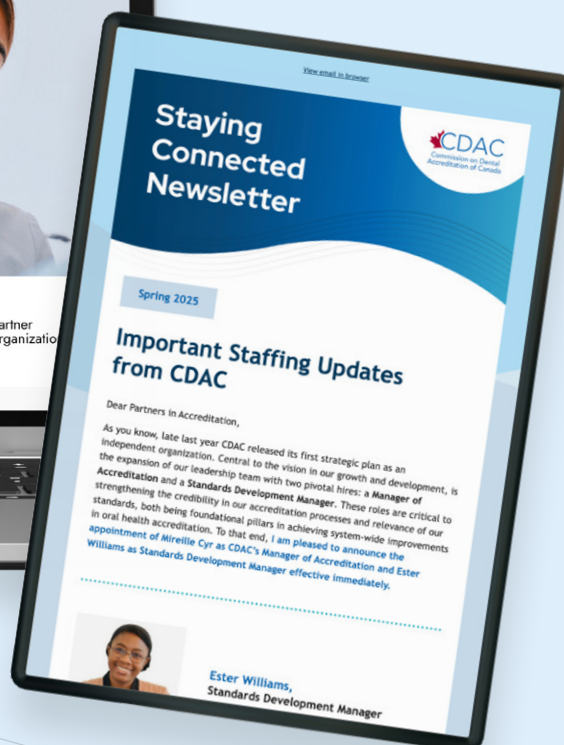 View email in browser
Staying
Connected
Newsletter
CDAC
Commission on Dental
Accreditation of Canada
Spring 2025
Important Staffing Updates
from CDAC
Dear Partners in Accreditation,
As you know, late last year CDAC released its first strategic plan as an
independent organization. Central to the vision in our growth and development, is
the expansion of our leadership team with two pivotal hires: a Manager of
Accreditation and a Standards Development Manager. These roles are critical to
strengthening the credibility in our accreditation processes and relevance of our
standards, both being foundational pillars in achieving system-wide improvements
in oral health accreditation. To that end, I am pleased to announce the
appointment of Mireille Cyr as CDAC's Manager of Accreditation and Ester
Williams as Standards Development Manager effective immediately.
Ester Williams,
Standards Development Manager
artner
rganizatio